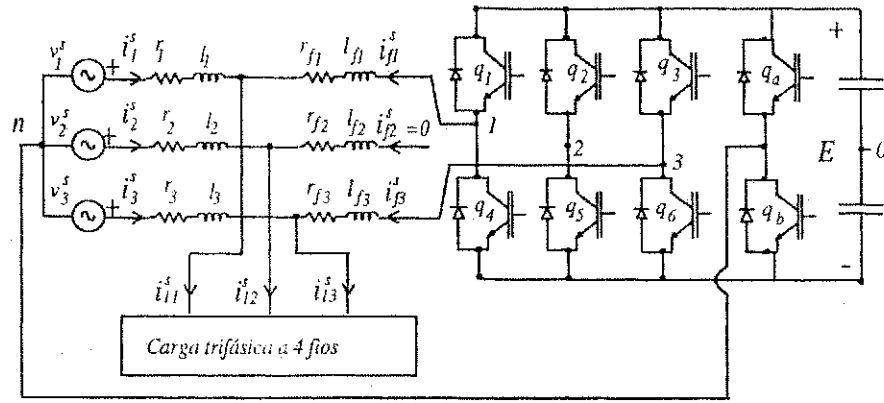 v₁ˢ + i₁ˢ r₁ l₁ r_f1 l_f1 i_f1ˢ
q₁ q₂ q₃ q_a +
1
n
v₂ˢ + i₂ˢ r₂ l₂ r_f2 l_f2 i_f2ˢ =0
2
E
0
3
v₃ˢ + i₃ˢ r₃ l₃ r_f3 l_f3 i_f3ˢ
q₄ q₅ q₆ q_b
-
i_l1ˢ i_l2ˢ i_l3ˢ
Carga trifásica a 4 fios